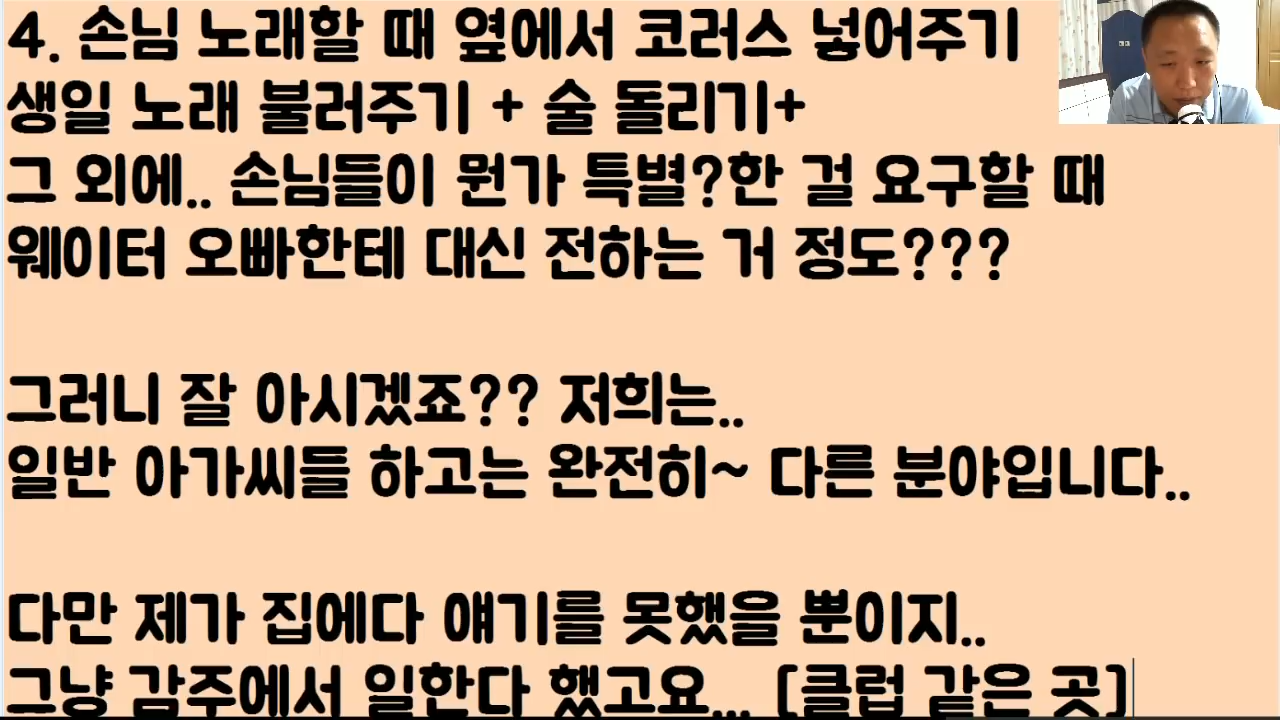 4. 손님 노래할 때 옆에서 코러스 넣어주기
생일 노래 불러주기 + 술 돌리기+
그 외에.. 손님들이 뭔가 특별?한 걸 요구할 때
웨이터 오빠한테 대신 전하는 거 정도???
그러니 잘 아시겠죠?? 저희는..
일반 아가씨들 하고는 완전히~ 다른 분야입니다..
다만 제가 집에다 얘기를 못했을 뿐이지..
그냥 감주에서 일한다 했고요... [클럽 같은 곳]